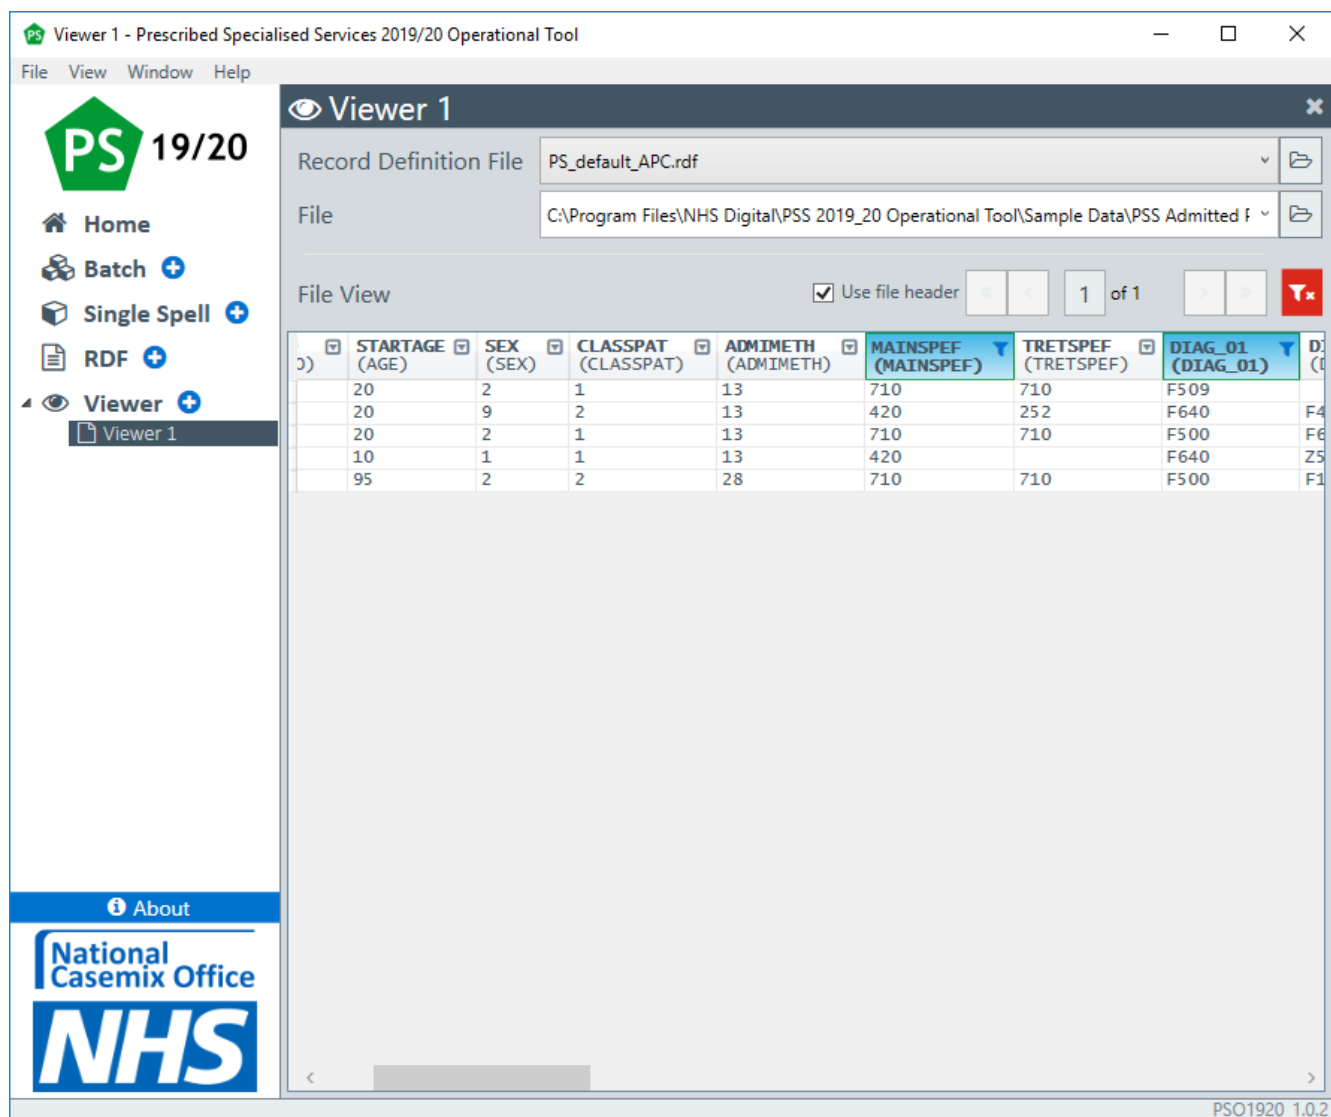 Viewer 1 - Prescribed Specialised Services 2019/20 Operational Tool
File View Window Help
PS 19/20
Home
Batch
Single Spell
RDF
Viewer
Viewer 1
About
National
Casemix Office
NHS
Viewer 1
Record Definition File PS_default_APC.rdf
File C:\Program Files\NHS Digital\PSS 2019_20 Operational Tool\Sample Data\PSS Admitted F
File View Use file header 1 of 1
STARTAGE SEX CLASSPAT ADMIMETH MAINSPEF TRETSPEF DIAG_01 DI
) (AGE) (SEX) (CLASSPAT) (ADMIMETH) (MAINSPEF) (TRETSPEF) (DIAG_01) (D
20 2 1 13 710 710 F509
20 9 2 13 420 252 F640 F4
20 2 1 13 710 710 F500 F6
10 1 1 13 420 F640 Z5
95 2 2 28 710 710 F500 F1
PSO1920 1.0.2